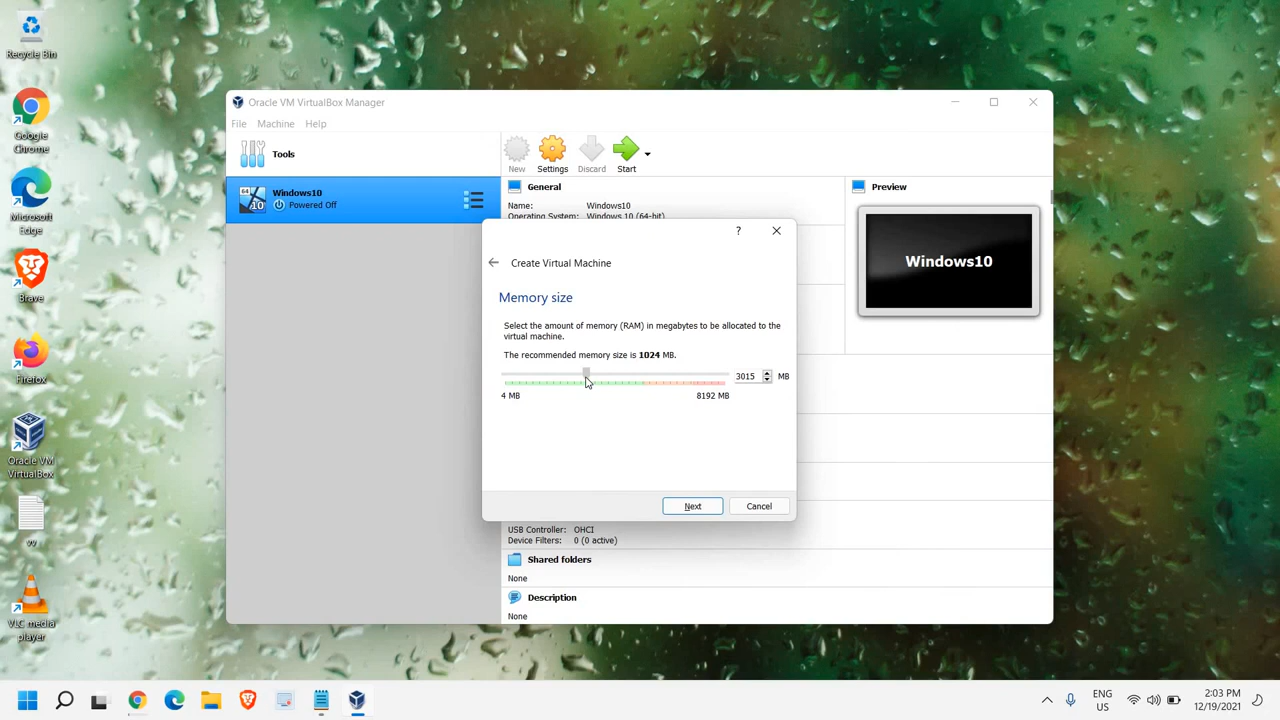 Recycle Bin
Google
Chrome
Microsoft
Edge
Brave
Firefox
Oracle VM
VirtualBox
vv
VLC media
player
Oracle VM VirtualBox Manager
File Machine Help
Tools
New Settings Discard Start
64
10
Windows10
Powered Off
General
Name: Windows10
Operating System: Windows 10 (64-bit)
Preview
Windows10
?
Create Virtual Machine
Memory size
Select the amount of memory (RAM) in megabytes to be allocated to the
virtual machine.
The recommended memory size is 1024 MB.
3015 MB
4 MB 8192 MB
Next Cancel
USB Controller: OHCI
Device Filters: 0 (0 active)
Shared folders
None
Description
None
ENG
US
2:03 PM
12/19/2021